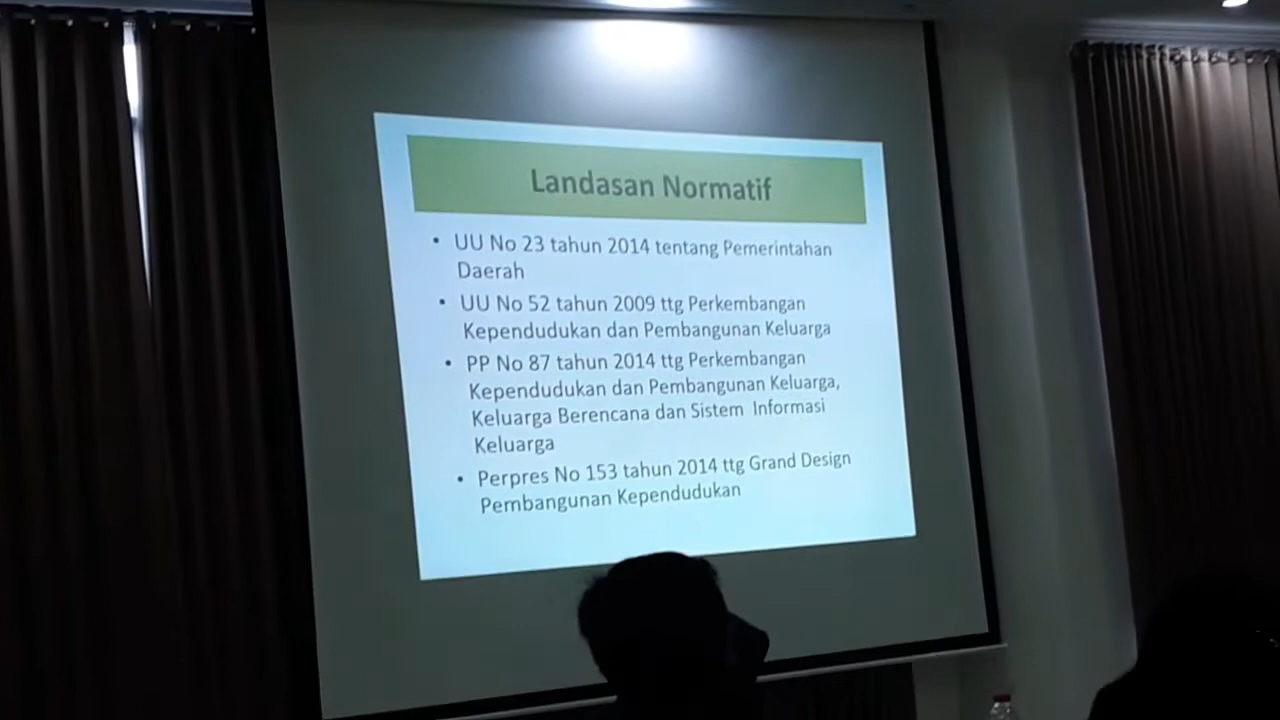 Landasan Normatif
• UU No 23 tahun 2014 tentang Pemerintahan
Daerah
• UU No 52 tahun 2009 ttg Perkembangan
Kependudukan dan Pembangunan Keluarga
• PP No 87 tahun 2014 ttg Perkembangan
Kependudukan dan Pembangunan Keluarga,
Keluarga Berencana dan Sistem Informasi
Keluarga
• Perpres No 153 tahun 2014 ttg Grand Design
Pembangunan Kependudukan